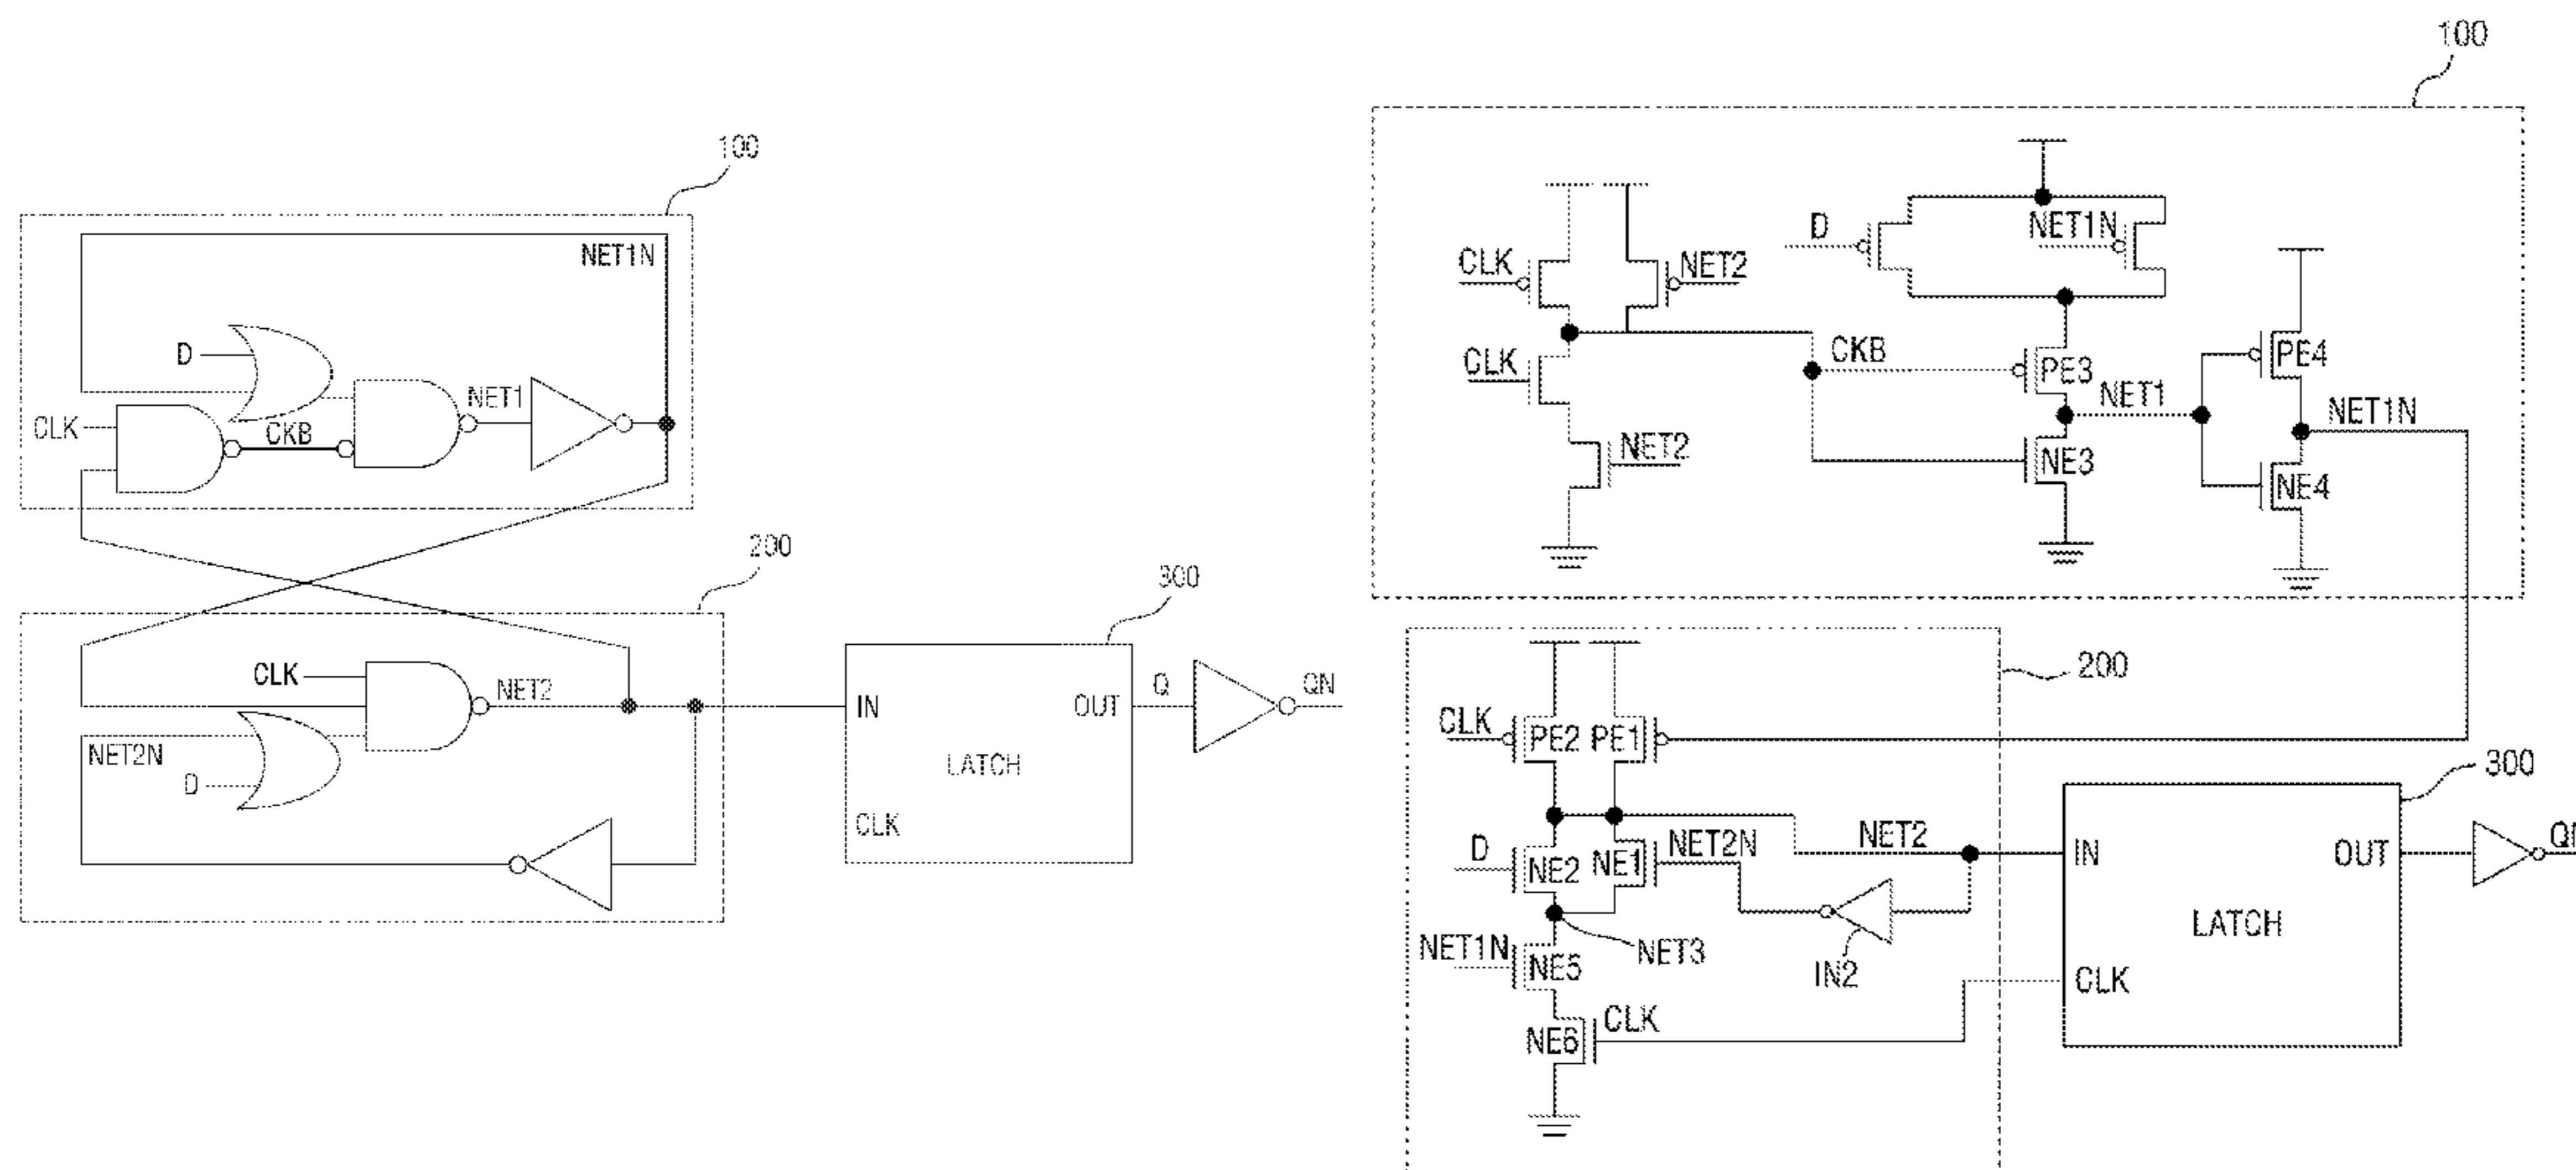 100
NET1N
D
NET1
CLK
CKB
200
300
CLK
NET2
NET2N
D
IN
OUT
Q
QN
LATCH
CLK
100
D
NET1N
CLK
NET2
CLK
CKB
PE3
PE4
NET1
NET1N
NET2
NE3
NE4
200
CLK
PE2
PE1
300
D
NE2
NE1
NET2N
NET2
IN
OUT
LATCH
NET1N
NE5
NET3
IN2
CLK
NE6
CLK